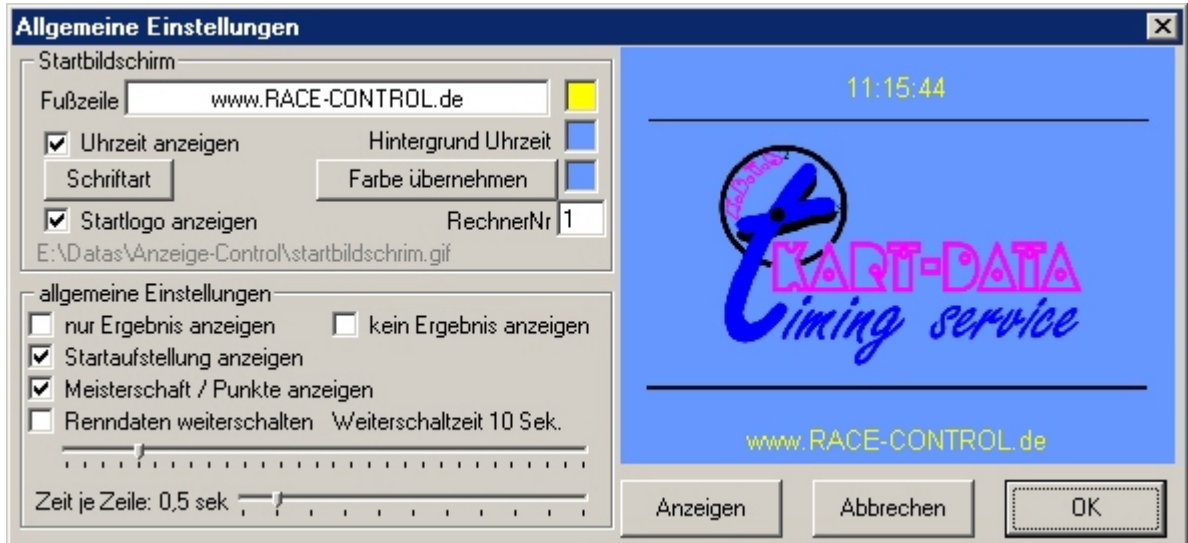 Allgemeine Einstellungen
Startbildschirm
Fußzeile www.RACE-CONTROL.de
Uhrzeit anzeigen Hintergrund Uhrzeit
Schriftart Farbe übernehmen
Startlogo anzeigen RechnerNr 1
E:\Datas\Anzeige-Control\startbildschrim.gif
allgemeine Einstellungen
nur Ergebnis anzeigen kein Ergebnis anzeigen
Startaufstellung anzeigen
Meisterschaft / Punkte anzeigen
Renndaten weiterschalten Weiterschaltzeit 10 Sek.
Zeit je Zeile: 0,5 sek
11:15:44
KART-DATA
timing service
www.RACE-CONTROL.de
Anzeigen Abbrechen OK